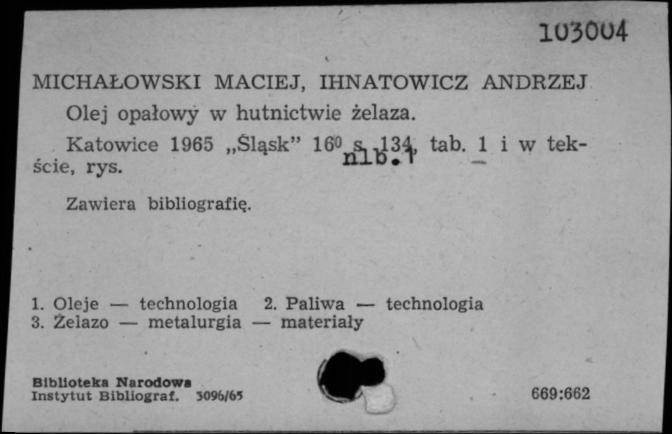 103004
MICHAŁOWSKI MACIEJ, IHNATOWICZ ANDRZEJ
Olej opałowy w hutnictwie żelaza.
Katowice 1965 „Śląsk” 16⁰ s. 134, tab. 1 i w tek-
nlb. 1
ście, rys.
Zawiera bibliografię.
1. Oleje — technologia 2. Paliwa — technologia
3. Żelazo — metalurgia — materiały
Biblioteka Narodowa
Instytut Bibliograf. 3096/65
669:662